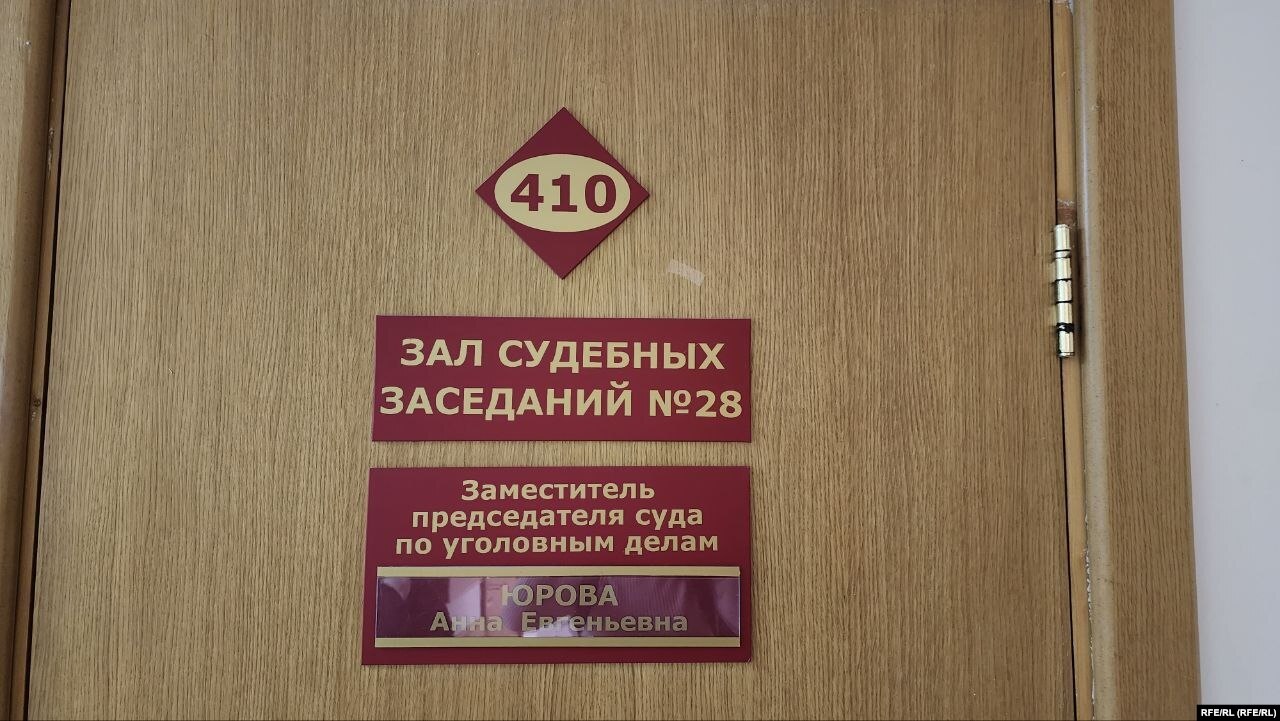 410
ЗАЛ СУДЕБНЫХ
ЗАСЕДАНИЙ №28
Заместитель
председателя суда
по уголовным делам
ЮРОВА
Анна Евгеньевна
RFE/RL (RFE/RL)